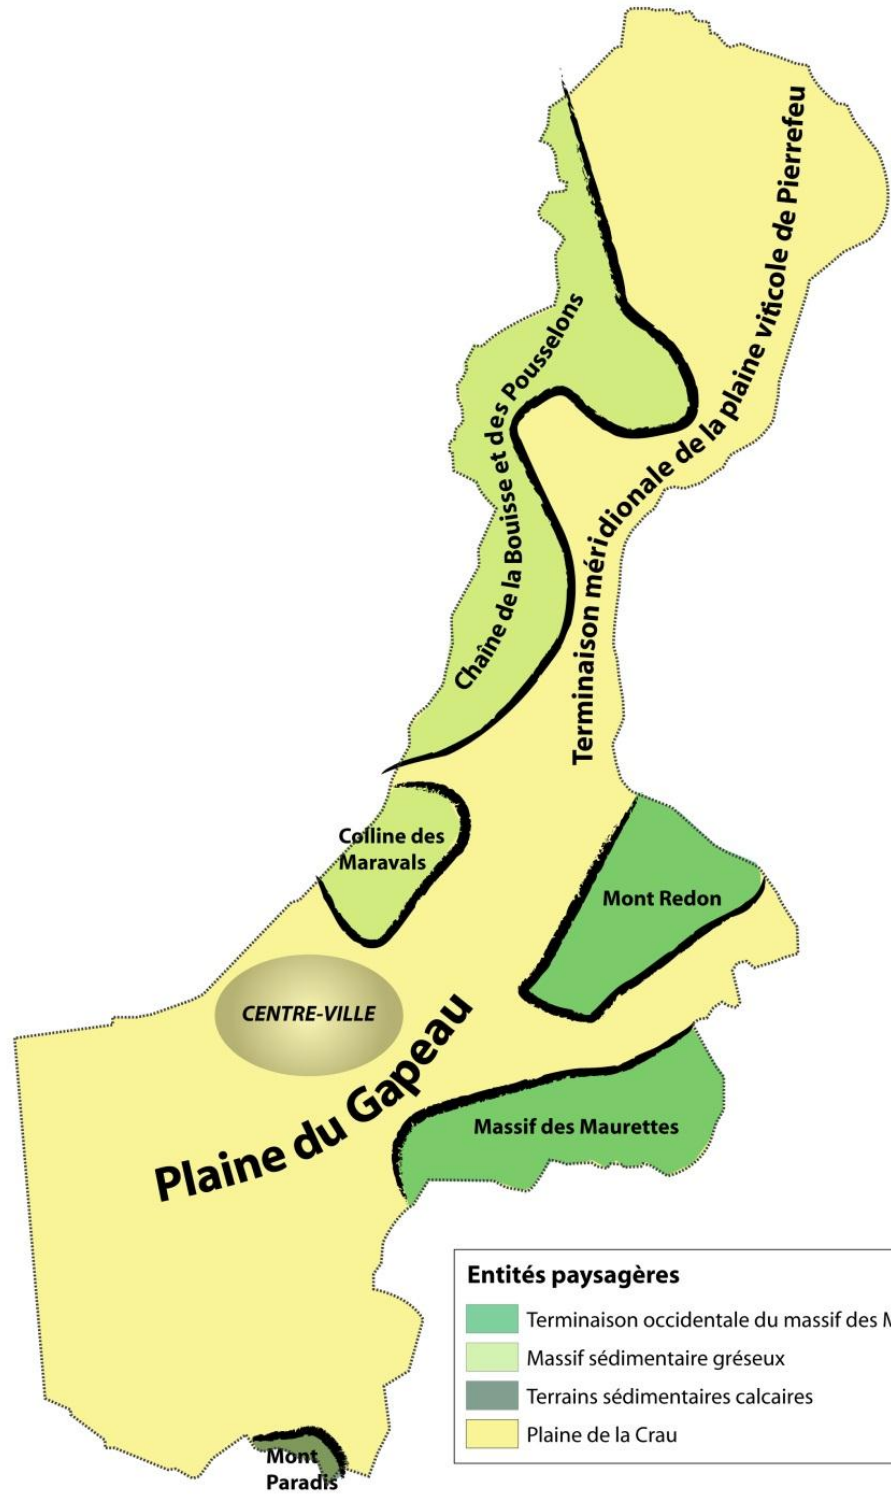 Terminaison méridionale de la plaine viticole de Pierrefeu
Chaîne de la Bouisse et des Pousselons
Colline des
Maravals
Mont Redon
CENTRE-VILLE
Plaine du Gapeau
Massif des Maurettes
Mont
Paradis
Entités paysagères
Terminaison occidentale du massif des M
Massif sédimentaire gréseux
Terrains sédimentaires calcaires
Plaine de la Crau